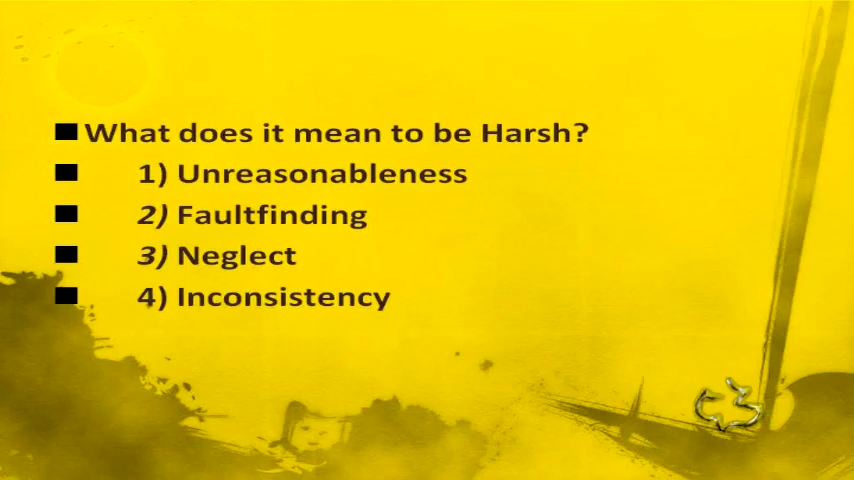 What does it mean to be Harsh?
1) Unreasonableness
2) Faultfinding
3) Neglect
4) Inconsistency